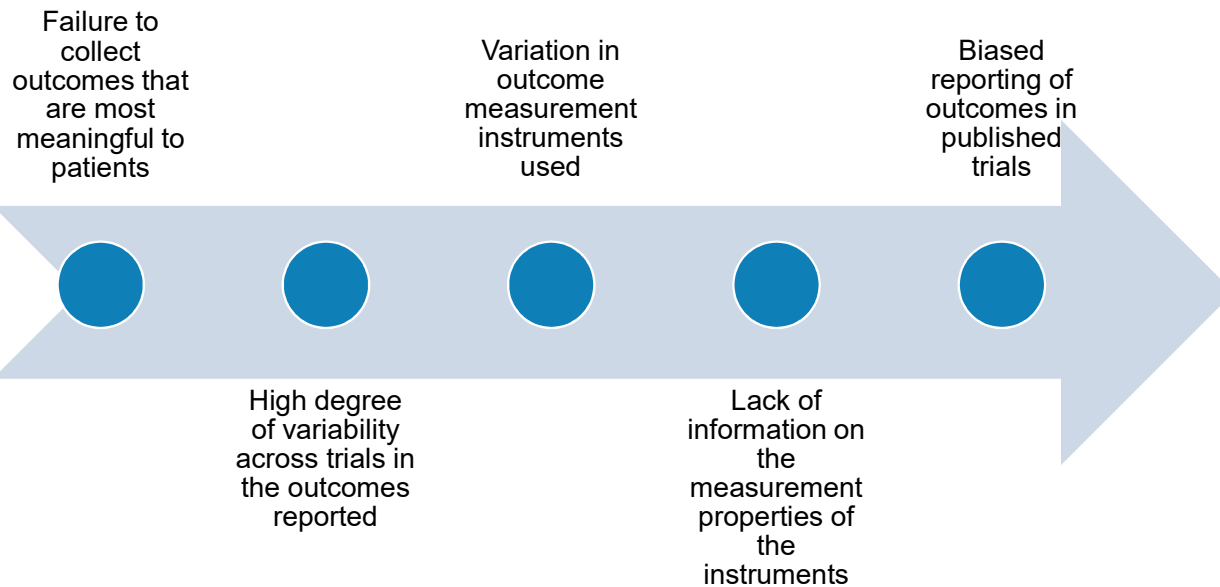 Failure to
collect
outcomes that
are most
meaningful to
patients
High degree
of variability
across trials in
the outcomes
reported
Variation in
outcome
measurement
instruments
used
Lack of
information on
the
measurement
properties of
the
instruments
Biased
reporting of
outcomes in
published
trials